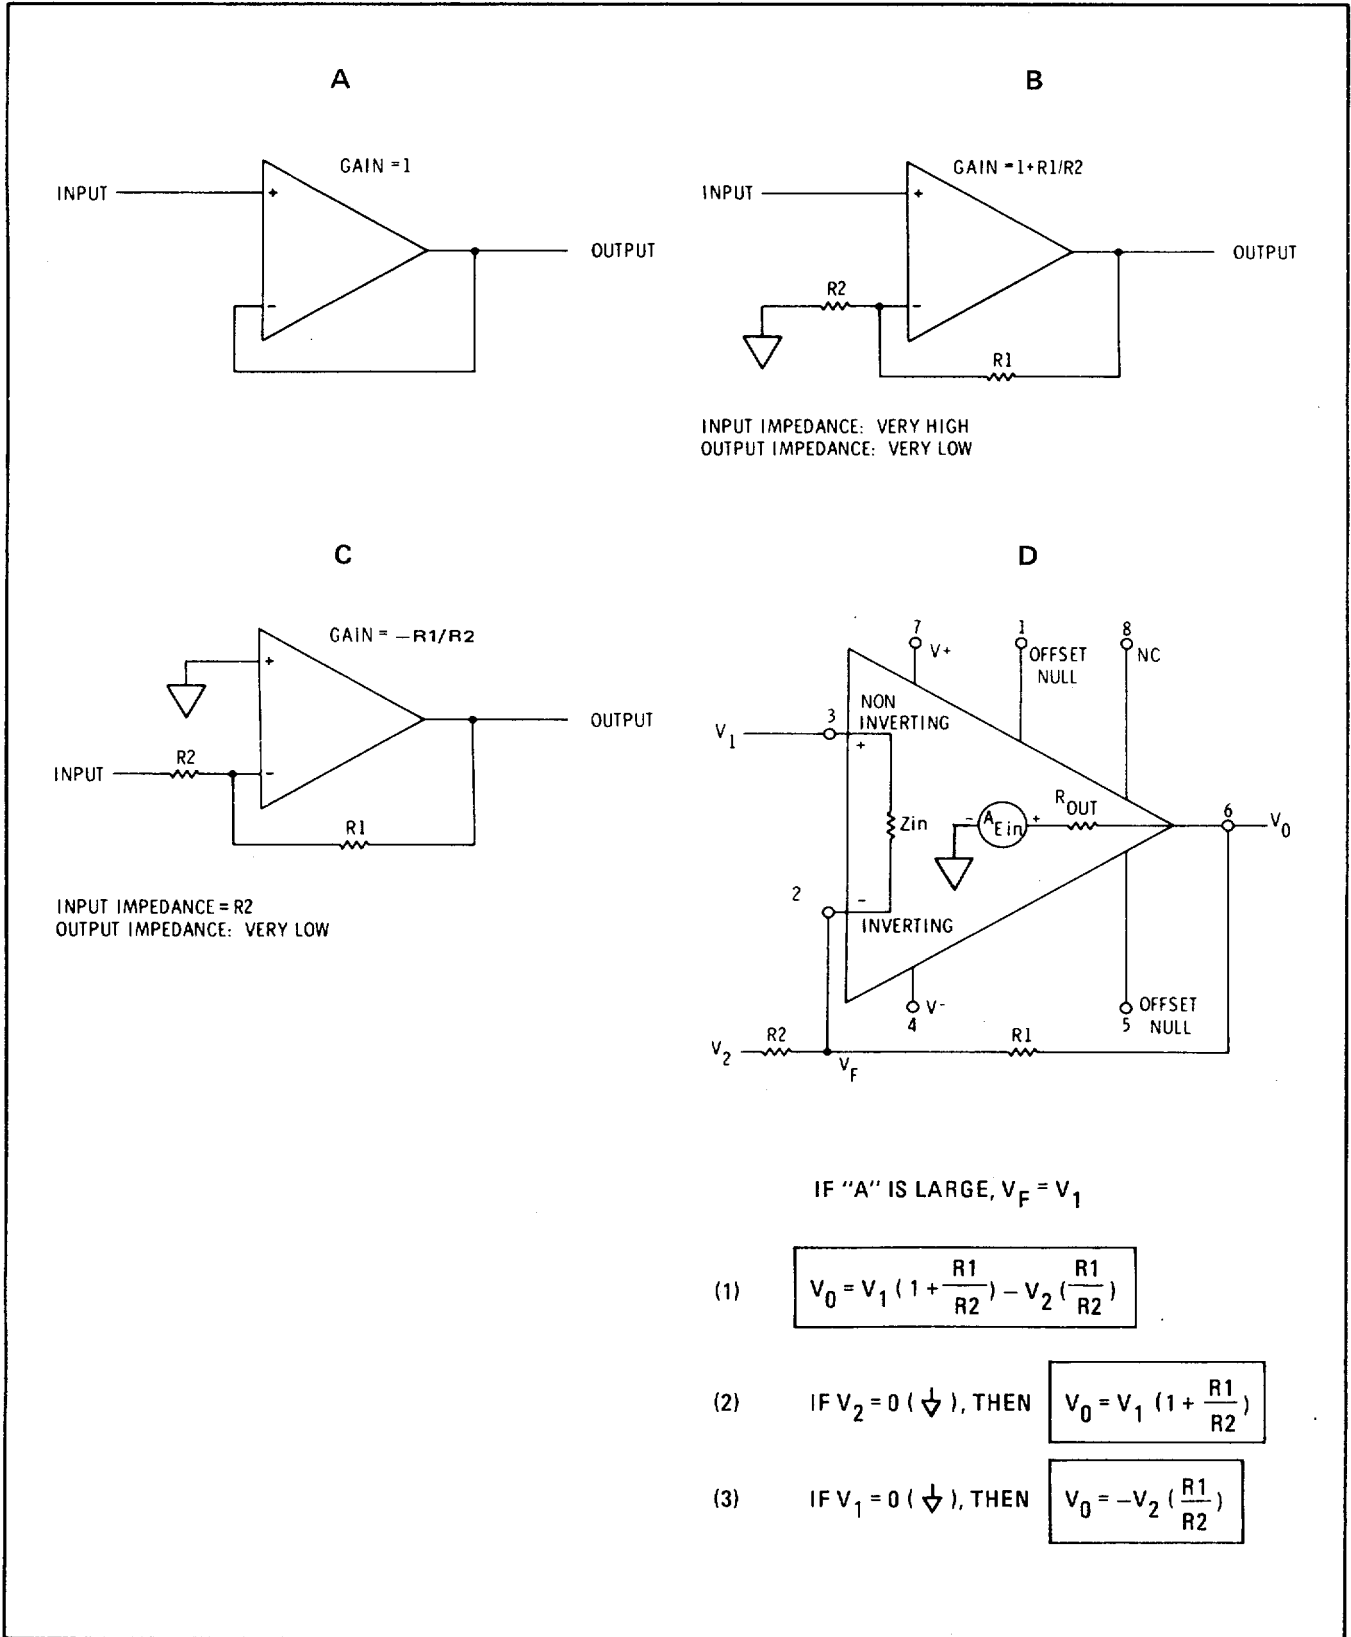 A
GAIN = 1
INPUT
+
-
OUTPUT
B
GAIN = 1+R1/R2
INPUT
+
R2
-
OUTPUT
R1
INPUT IMPEDANCE: VERY HIGH
OUTPUT IMPEDANCE: VERY LOW
C
GAIN = —R1/R2
+
OUTPUT
R2
INPUT
-
R1
INPUT IMPEDANCE = R2
OUTPUT IMPEDANCE: VERY LOW
D
7 1 8
V+ OFFSET NULL NC
NON
3 INVERTING
V1
+
Zin
- AEin + ROUT
6
V0
2
-
INVERTING
V-
4
OFFSET
5 NULL
R2 R1
V2
VF
IF "A" IS LARGE, VF = V1
(1) V0 = V1 ( 1 + R1/R2 ) — V2 ( R1/R2 )
(2) IF V2 = 0 ( ), THEN V0 = V1 (1 + R1/R2 )
(3) IF V1 = 0 ( ), THEN V0 = —V2 ( R1/R2 )